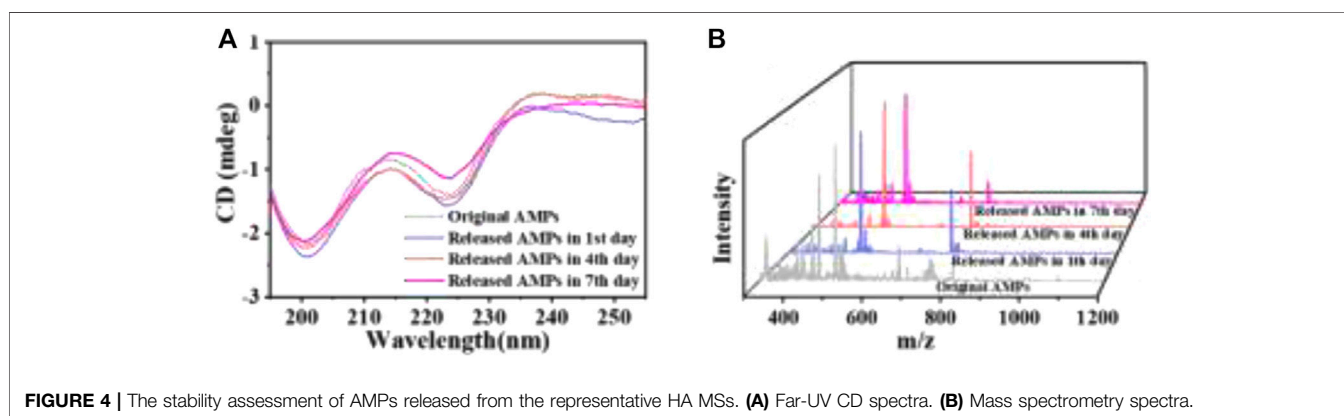 A
B
1
0
-1
-2
-3
CD (mdeg)
Original AMPs
Released AMPs in 1st day
Released AMPs in 4th day
Released AMPs in 7th day
200 210 220 230 240 250
Wavelength(nm)
Intensity
Released AMPs in 7th day
Released AMPs in 4th day
Released AMPs in 1th day
Original AMPs
400 600 800 1000 1200
m/z
FIGURE 4 | The stability assessment of AMPs released from the representative HA MSs. (A) Far-UV CD spectra. (B) Mass spectrometry spectra.